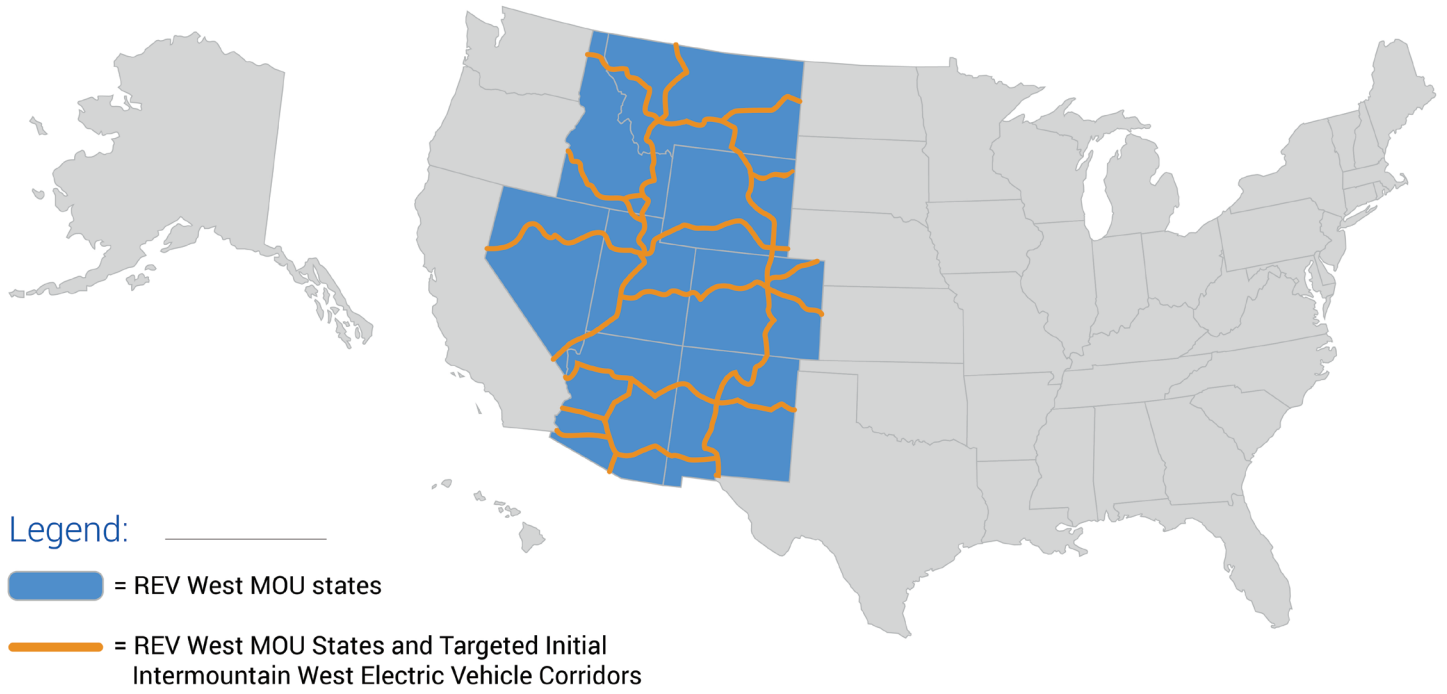 Legend:
= REV West MOU states
= REV West MOU States and Targeted Initial
Intermountain West Electric Vehicle Corridors